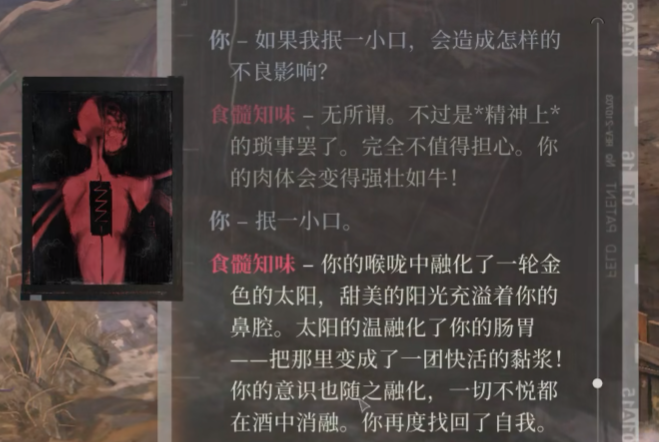 你 – 如果我抿一小口，会造成怎样的
不良影响？
食髓知味 – 无所谓。不过是*精神上*
的琐事罢了。完全不值得担心。你
的肉体会变得强壮如牛！
你 – 抿一小口。
食髓知味 – 你的喉咙中融化了一轮金
色的太阳，甜美的阳光充溢着你的
鼻腔。太阳的温融化了你的肠胃
——把那里变成了一团快活的黏浆！
你的意识也随之融化，一切不悦都
在酒中消融。你再度找回了自我。
PATENT
FELD